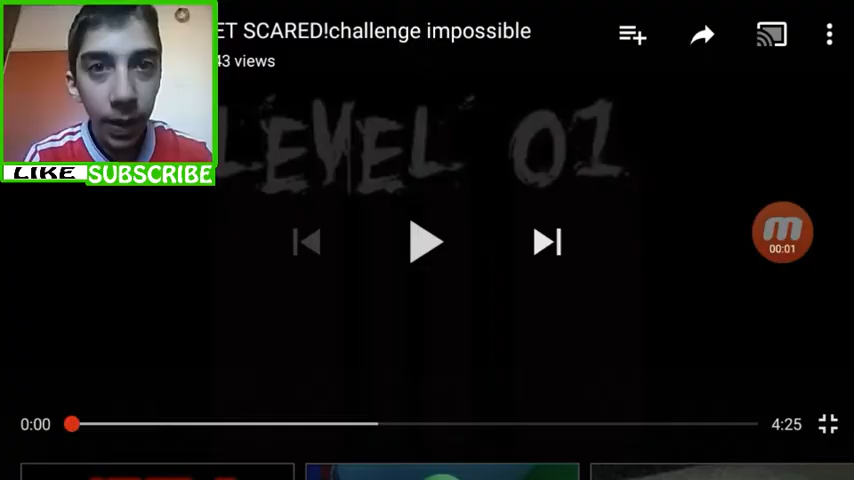 ET SCARED!challenge impossible
43 views
LEVEL 01
LIKE SUBSCRIBE
00:01
0:00
4:25